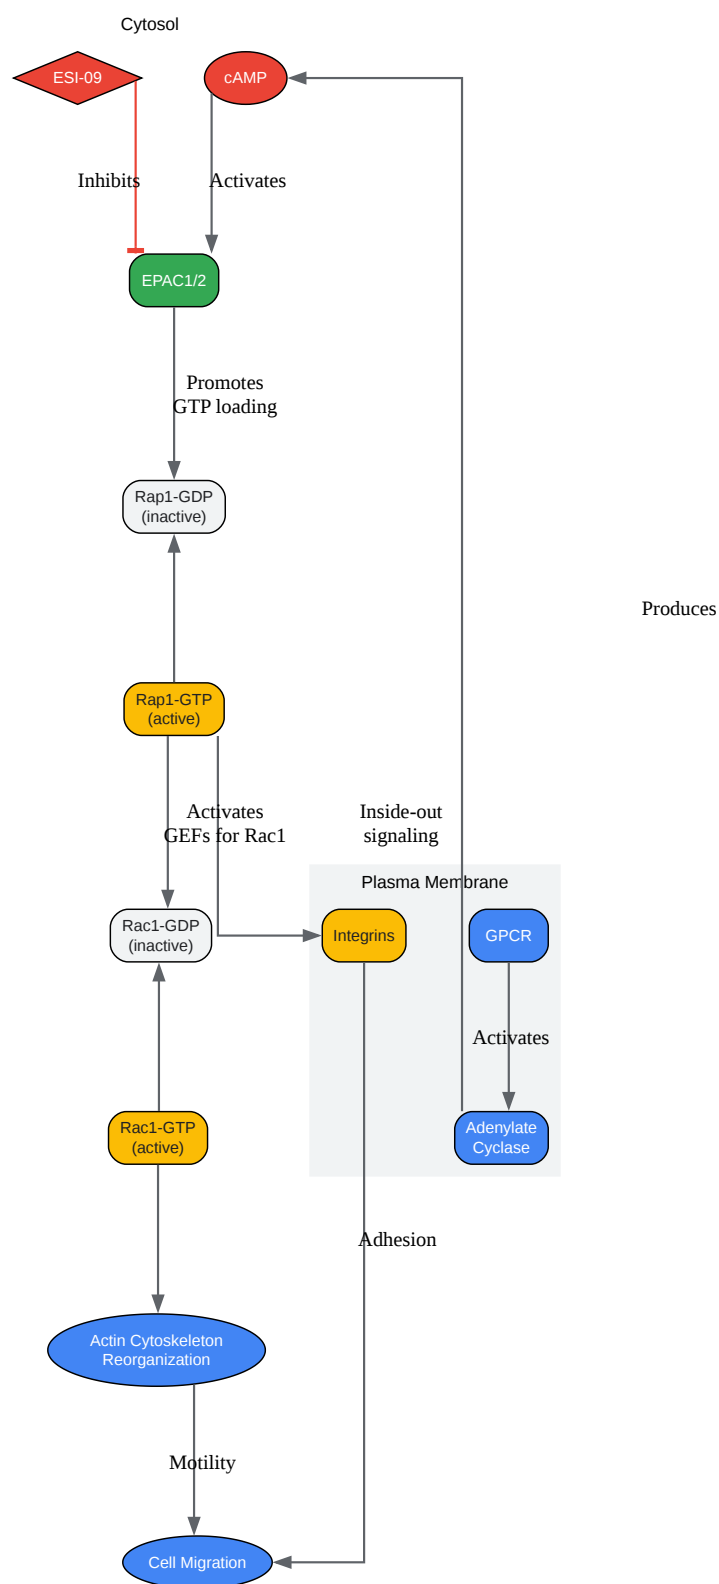 Cytosol
ESI-09
cAMP
Inhibits
Activates
EPAC1/2
Promotes
GTP loading
Rap1-GDP
(inactive)
Produces
Rap1-GTP
(active)
Activates
GEFs for Rac1
Inside-out
signaling
Plasma Membrane
Rac1-GDP
(inactive)
Integrins
GPCR
Activates
Rac1-GTP
(active)
Adenylate
Cyclase
Adhesion
Actin Cytoskeleton
Reorganization
Motility
Cell Migration